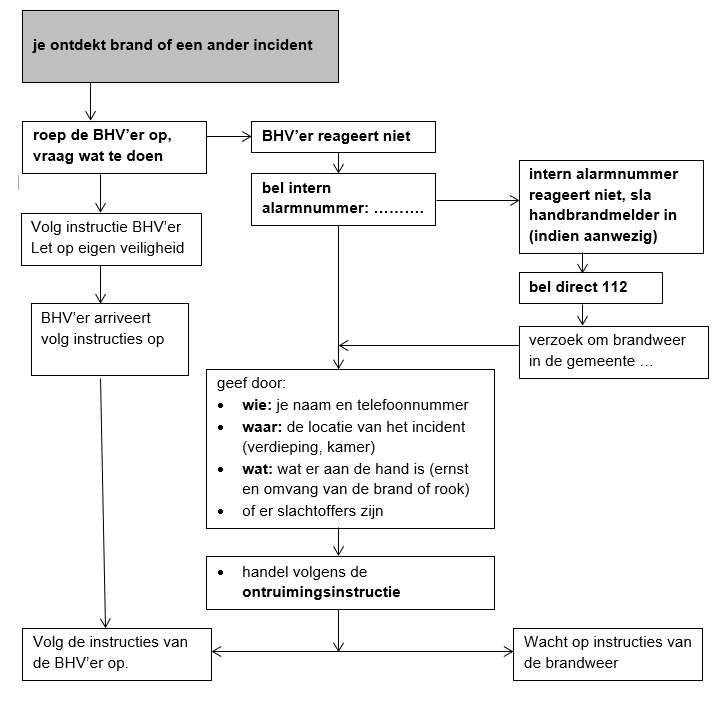 je ontdekt brand of een ander incident
roep de BHV'er op,
vraag wat te doen
BHV'er reageert niet
bel intern
alarmnummer: ……….
intern alarmnummer
reageert niet, sla
handbrandmelder in
(indien aanwezig)
Volg instructie BHV'er
Let op eigen veiligheid
bel direct 112
BHV'er arriveert
volg instructies op
verzoek om brandweer
in de gemeente …
geef door:
• wie: je naam en telefoonnummer
• waar: de locatie van het incident
(verdieping, kamer)
• wat: wat er aan de hand is (ernst
en omvang van de brand of rook)
• of er slachtoffers zijn
• handel volgens de
ontruimingsinstructie
Volg de instructies van
de BHV'er op.
Wacht op instructies van
de brandweer